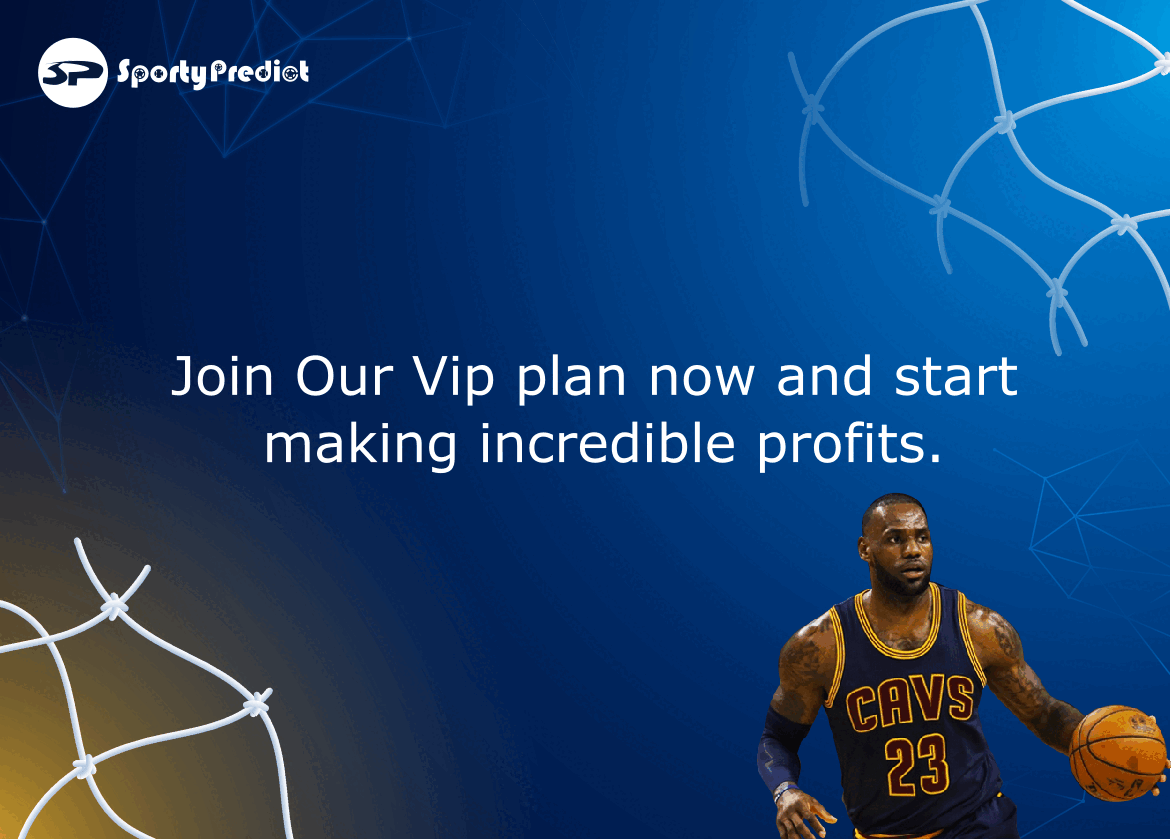 SP SportyPredict
Join Our Vip plan now and start
making incredible profits.
CAVS
23